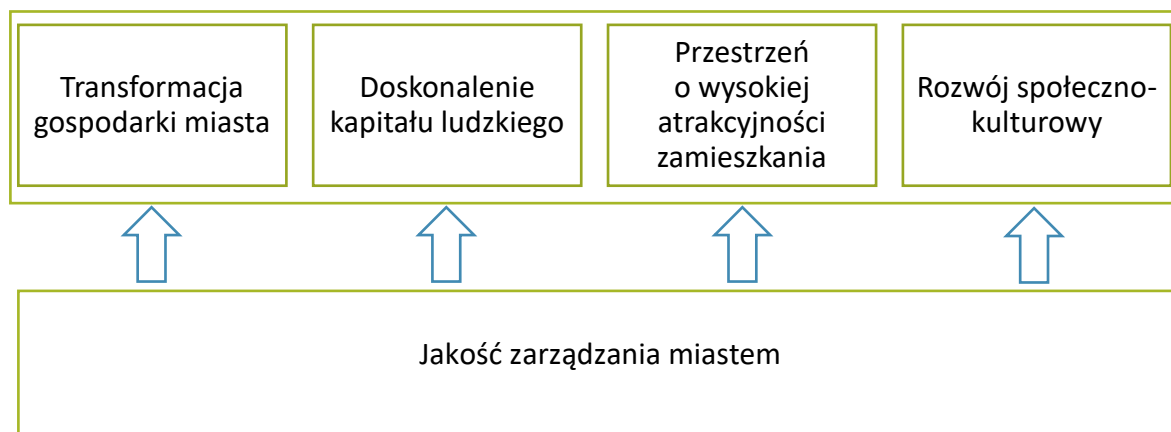 Transformacja
gospodarki miasta
Doskonalenie
kapitału ludzkiego
Przestrzeń
o wysokiej
atrakcyjności
zamieszkania
Rozwój społeczno-
kulturowy
Jakość zarządzania miastem